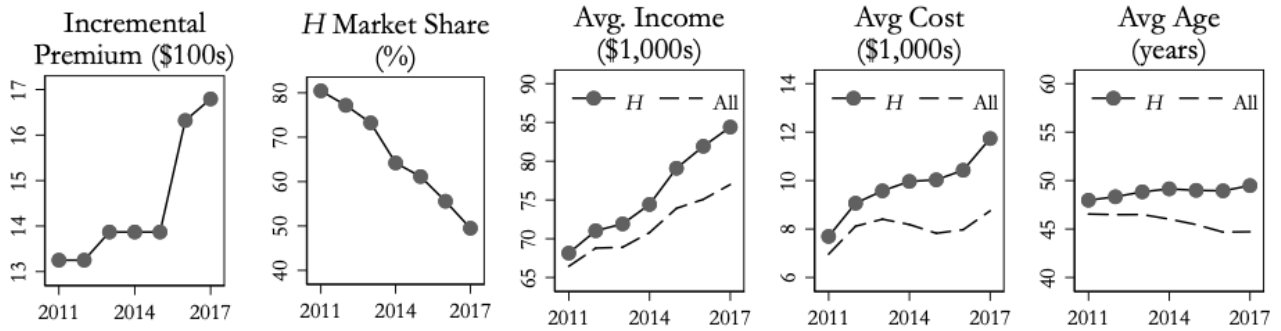 Incremental
Premium ($100s)
17
16
15
14
13
2011 2014 2017
H Market Share
(%)
80
70
60
50
40
2011 2014 2017
Avg. Income
($1,000s)
H All
90
85
80
75
70
65
2011 2014 2017
Avg Cost
($1,000s)
H All
14
12
10
8
6
2011 2014 2017
Avg Age
(years)
H All
60
55
50
45
40
2011 2014 2017